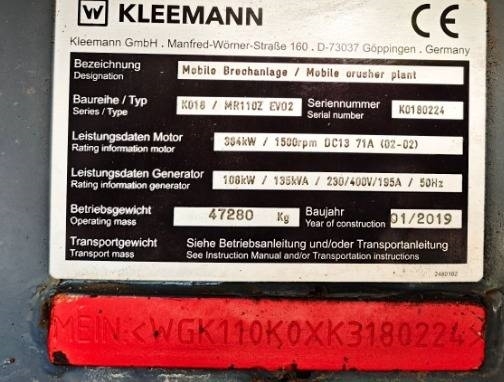 W KLEEMANN CE
Kleemann GmbH . Manfred-Wörner-Straße 160 . D-73037 Göppingen . Germany
Bezeichnung
Designation
Mobile Brechanlage / Mobile crusher plant
Baureihe / Typ
Series / Type
K018 / MR110Z EVO2
Seriennummer
Serial number
K0180224
Leistungsdaten Motor
Rating information motor
364kW / 1500rpm DC13 71A (02-02)
Leistungsdaten Generator
Rating information generator
108kW / 135kVA / 230/400V/195A / 50Hz
Betriebsgewicht
Operating mass
47280 Kg
Baujahr
Year of construction
01/2019
Transportgewicht
Transport mass
Siehe Betriebsanleitung und/oder Transportanleitung
See Instruction Manual and/or Transportation instructions
2480162
MEIN:<WGK110K0XK3180224>